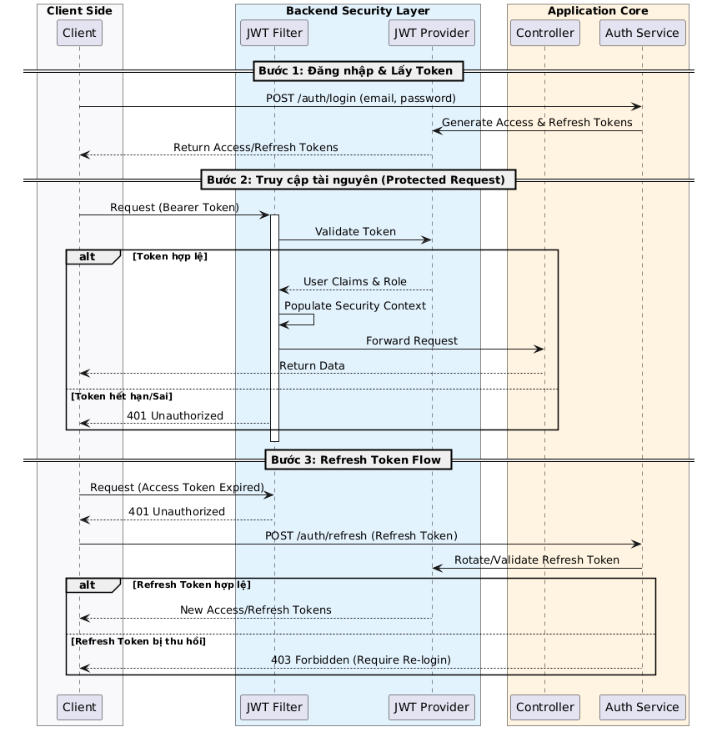 Client Side
Backend Security Layer
Application Core
Client
JWT Filter
JWT Provider
Controller
Auth Service
Bước 1: Đăng nhập & Lấy Token
POST /auth/login (email, password)
Generate Access & Refresh Tokens
Return Access/Refresh Tokens
Bước 2: Truy cập tài nguyên (Protected Request)
Request (Bearer Token)
Validate Token
alt
[Token hợp lệ]
User Claims & Role
Populate Security Context
Forward Request
Return Data
[Token hết hạn/Sai]
401 Unauthorized
Bước 3: Refresh Token Flow
Request (Access Token Expired)
401 Unauthorized
POST /auth/refresh (Refresh Token)
Rotate/Validate Refresh Token
alt
[Refresh Token hợp lệ]
New Access/Refresh Tokens
[Refresh Token bị thu hồi]
403 Forbidden (Require Re-login)
Client
JWT Filter
JWT Provider
Controller
Auth Service